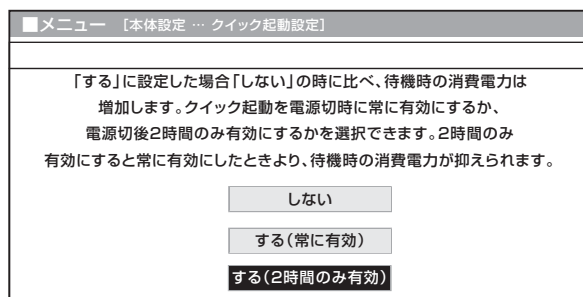 ■メニュー [本体設定 … クイック起動設定]
「する」に設定した場合「しない」の時に比べ、待機時の消費電力は
増加します。クイック起動を電源切時に常に有効にするか、
電源切後2時間のみ有効にするかを選択できます。2時間のみ
有効にすると常に有効にしたときより、待機時の消費電力が抑えられます。
しない
する(常に有効)
する(2時間のみ有効)